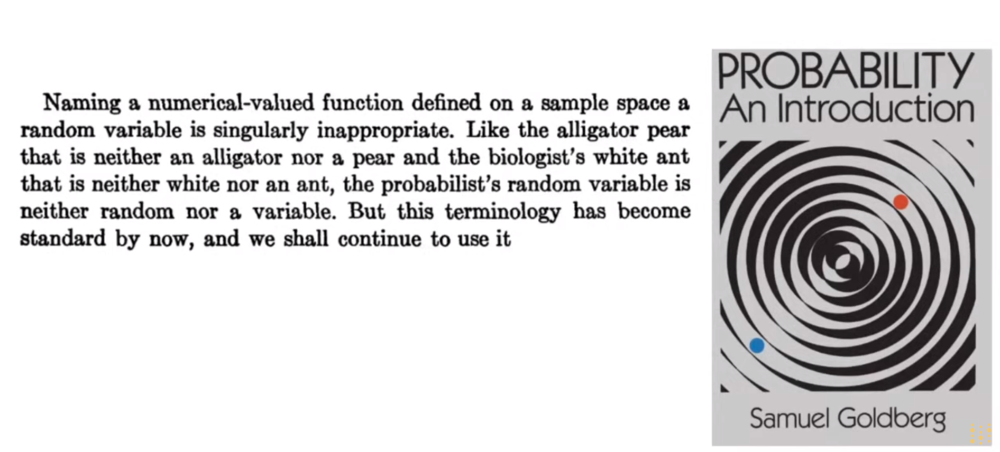 Naming a numerical-valued function defined on a sample space a
random variable is singularly inappropriate. Like the alligator pear
that is neither an alligator nor a pear and the biologist's white ant
that is neither white nor an ant, the probabilist's random variable is
neither random nor a variable. But this terminology has become
standard by now, and we shall continue to use it
PROBABILITY
An Introduction
Samuel Goldberg